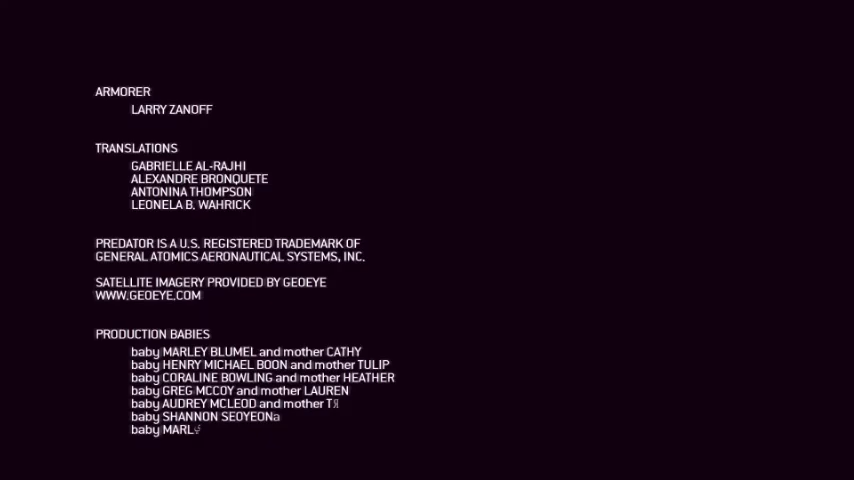 ARMORER
LARRY ZANOFF
TRANSLATIONS
GABRIELLE AL-RAJHI
ALEXANDRE BRONQUETE
ANTONINA THOMPSON
LEONELA B. WAHRICK
PREDATOR IS A U.S. REGISTERED TRADEMARK OF
GENERAL ATOMICS AERONAUTICAL SYSTEMS, INC.
SATELLITE IMAGERY PROVIDED BY GEOEYE
WWW.GEOEYE.COM
PRODUCTION BABIES
baby MARLEY BLUMEL and mother CATHY
baby HENRY MICHAEL BOON and mother TULIP
baby CORALINE BOWLING and mother HEATHER
baby GREG MCCOY and mother LAUREN
baby AUDREY MCLEOD and mother
baby SHANNON SEOYEON
baby